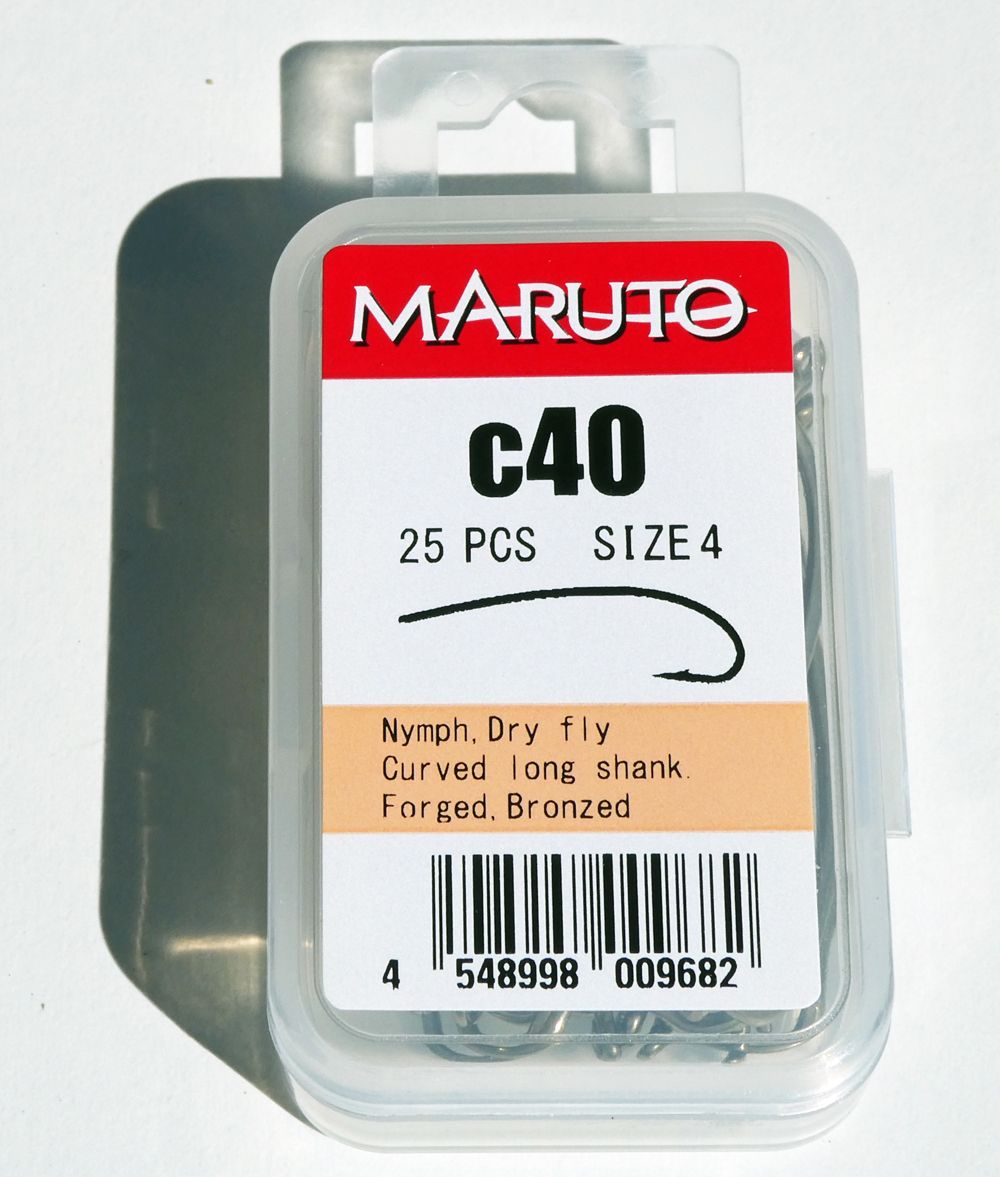 MARUTO
c40
25 PCS SIZE 4
Nymph, Dry fly
Curved long shank.
Forged, Bronzed
4 548998 009682